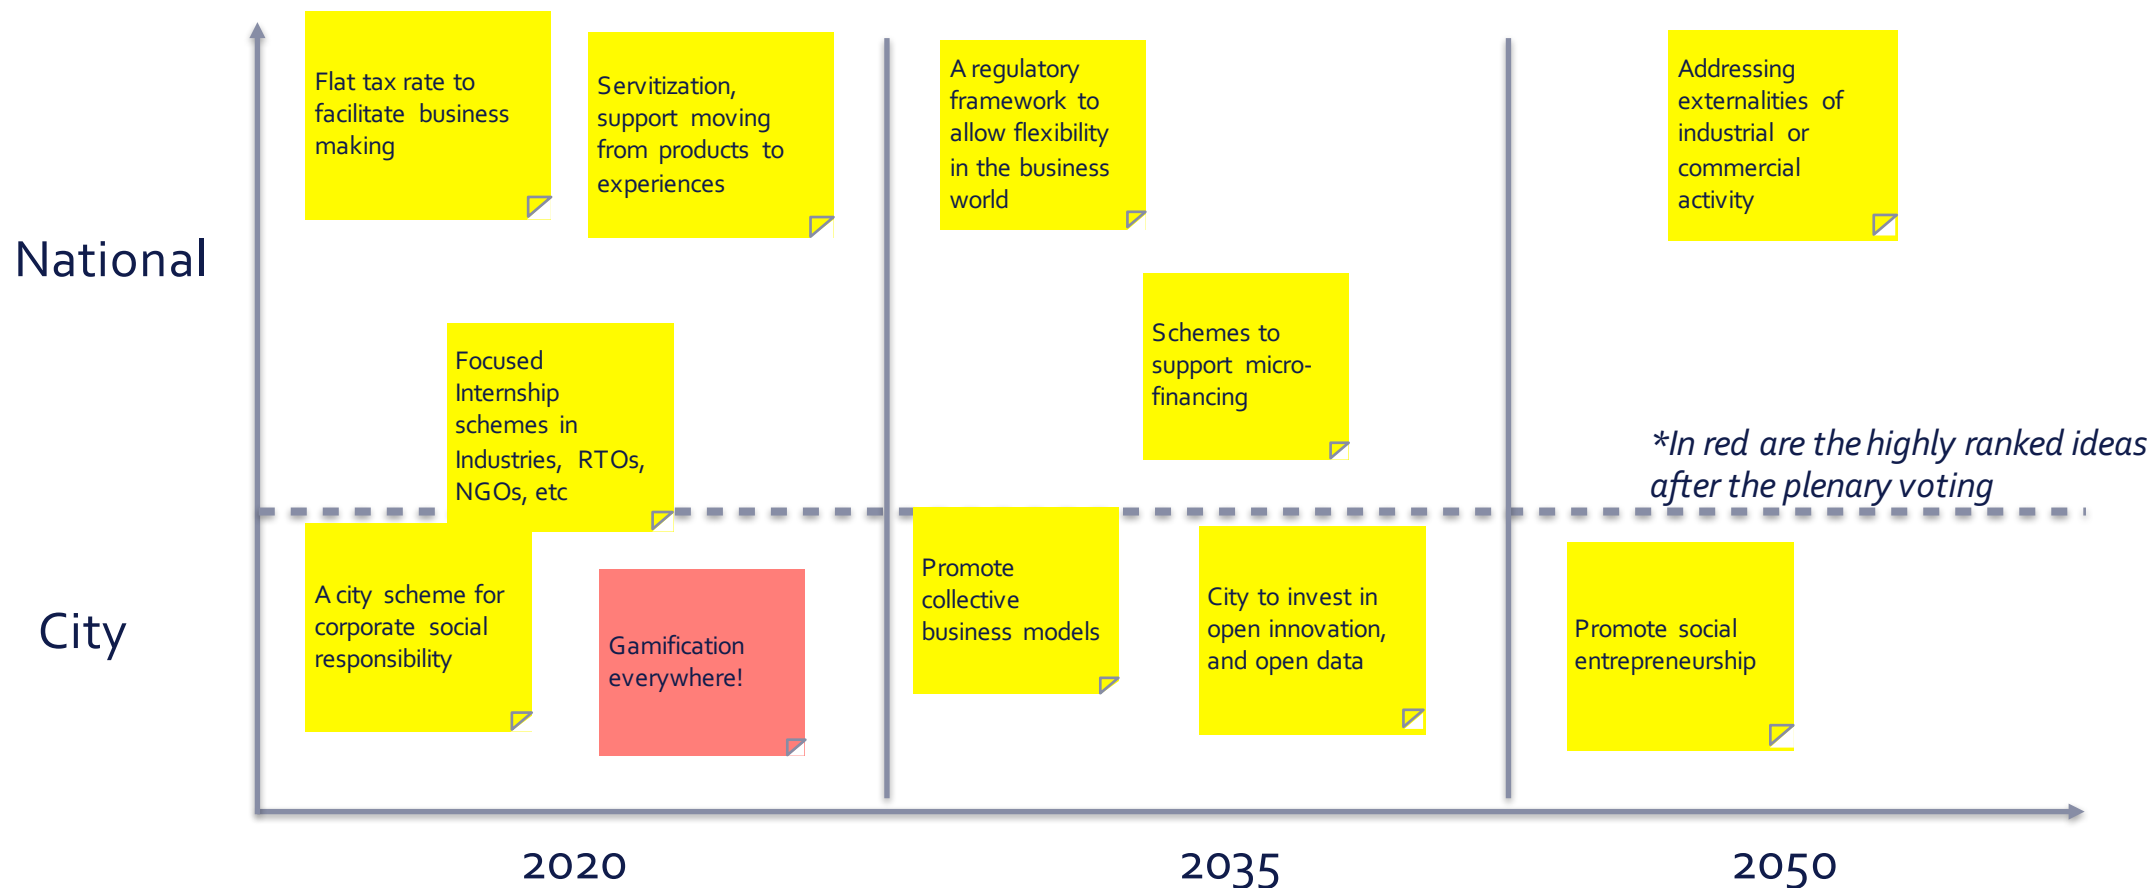 Flat tax rate to
facilitate business
making
Servitization,
support moving
from products to
experiences
A regulatory
framework to
allow flexibility
in the business
world
Addressing
externalities of
industrial or
commercial
activity
National
Schemes to
support micro-
financing
Focused
Internship
schemes in
Industries, RTOs,
NGOs, etc
*In red are the highly ranked ideas
after the plenary voting
City
A city scheme for
corporate social
responsibility
Gamification
everywhere!
Promote
collective
business models
City to invest in
open innovation,
and open data
Promote social
entrepreneurship
2020
2035
2050